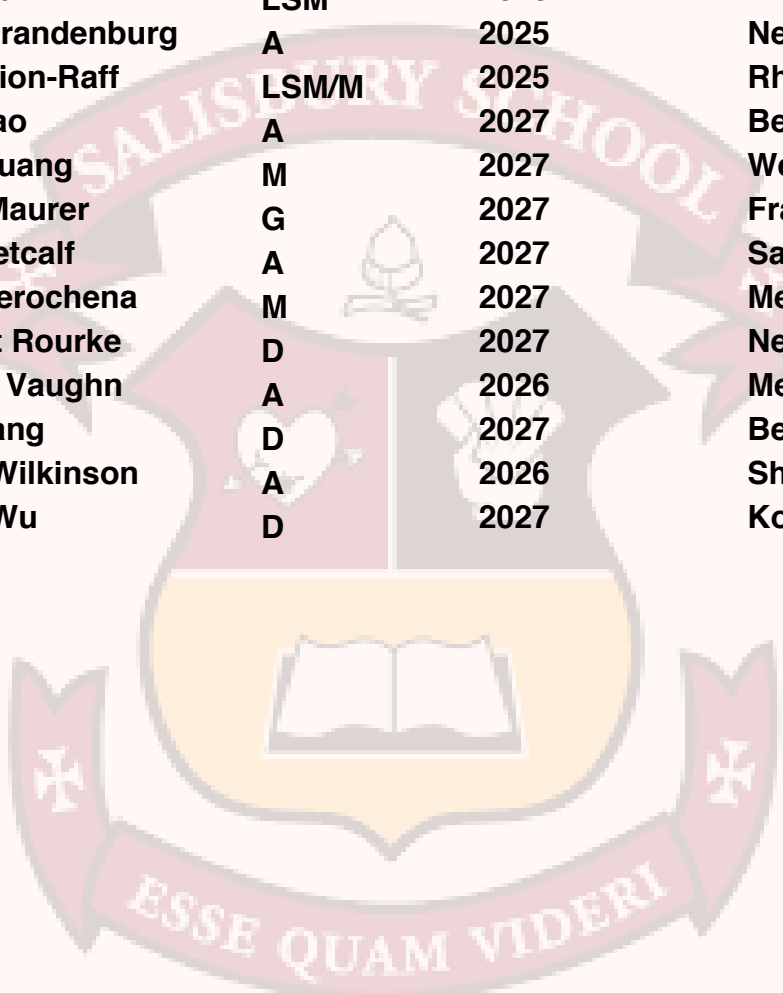 LSM
randenburg A 2025 Ne
ion-Raff LSM/M 2025 Rh
ao A 2027 Be
uang M 2027 We
Maurer G 2027 Fra
etcalf A 2027 Sa
erochena M 2027 Me
t Rourke D 2027 Ne
Vaughn A 2026 Me
ang D 2027 Be
Wilkinson A 2026 Sh
Wu D 2027 Ko
SALISBURY SCHOOL
ESSE QUAM VIDERI